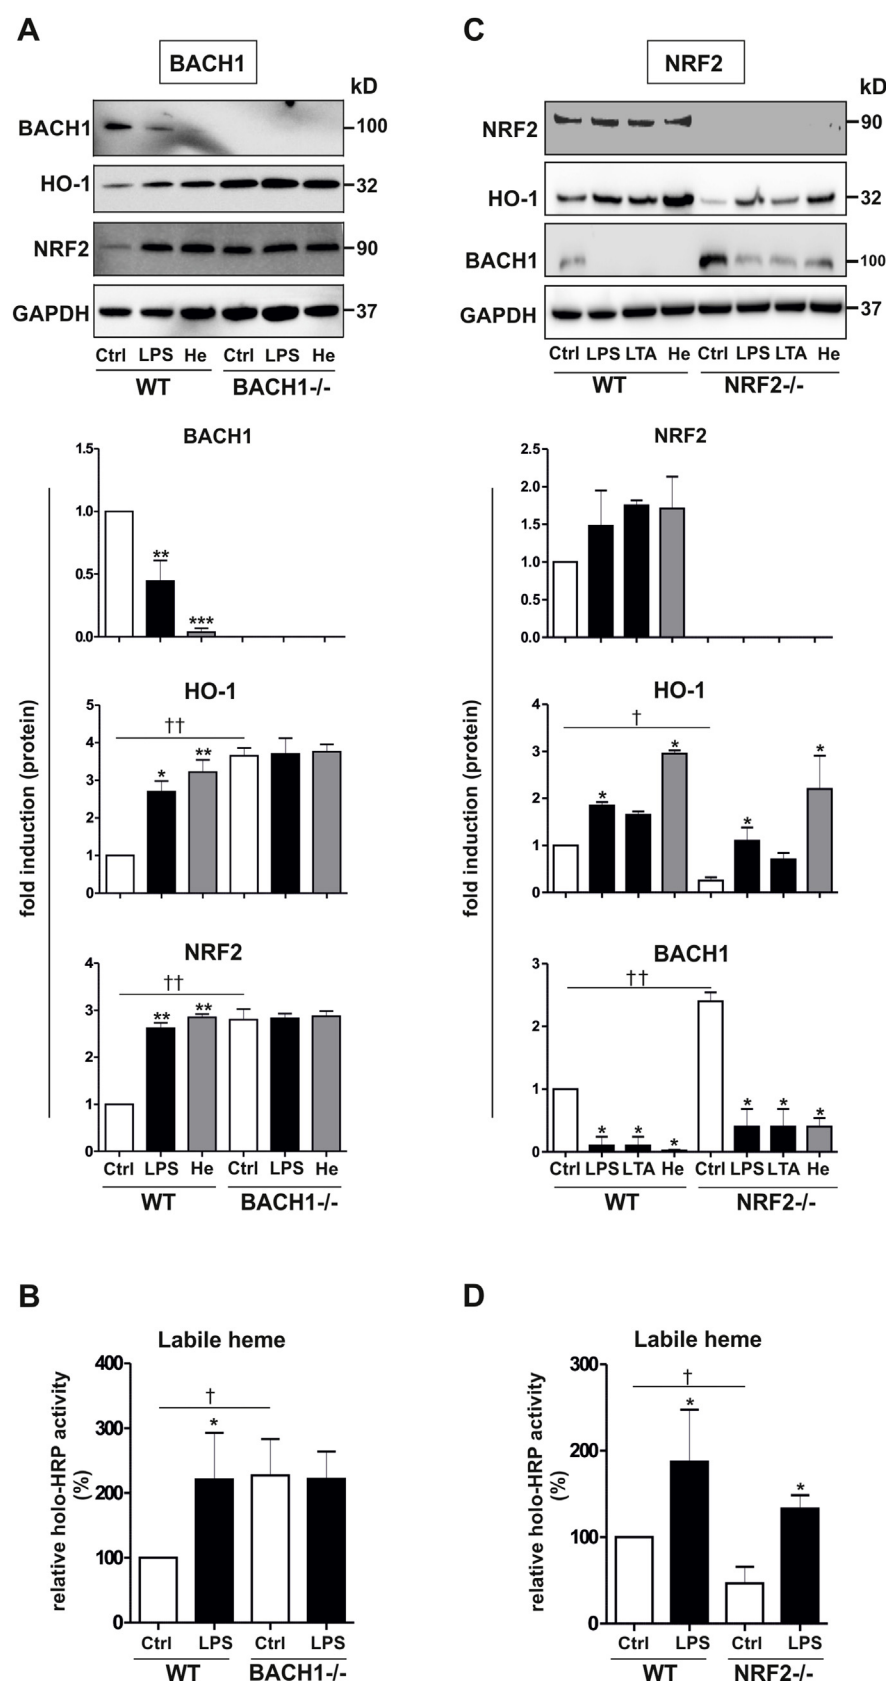 A
BACH1
kD
BACH1
100
HO-1
32
NRF2
90
GAPDH
37
Ctrl LPS He Ctrl LPS He
WT BACH1-/-
fold induction (protein)
BACH1
1.5
1.0
0.5
0.0
**
***
HO-1
5
4
3
2
1
0
††
*
**
NRF2
4
3
2
1
0
††
**
**
Ctrl LPS He Ctrl LPS He
WT BACH1-/-
C
NRF2
kD
NRF2
90
HO-1
32
BACH1
100
GAPDH
37
Ctrl LPS LTA He Ctrl LPS LTA He
WT NRF2-/-
fold induction (protein)
NRF2
2.5
2.0
1.5
1.0
0.5
0.0
HO-1
4
3
2
1
0
†
*
*
*
*
BACH1
3
2
1
0
††
* * *
* * *
Ctrl LPS LTA He Ctrl LPS LTA He
WT NRF2-/-
B
Labile heme
relative holo-HRP activity
(%)
400
300
200
100
0
†
*
Ctrl LPS Ctrl LPS
WT BACH1-/-
D
Labile heme
relative holo-HRP activity
(%)
300
200
100
0
†
*
*
Ctrl LPS Ctrl LPS
WT NRF2-/-